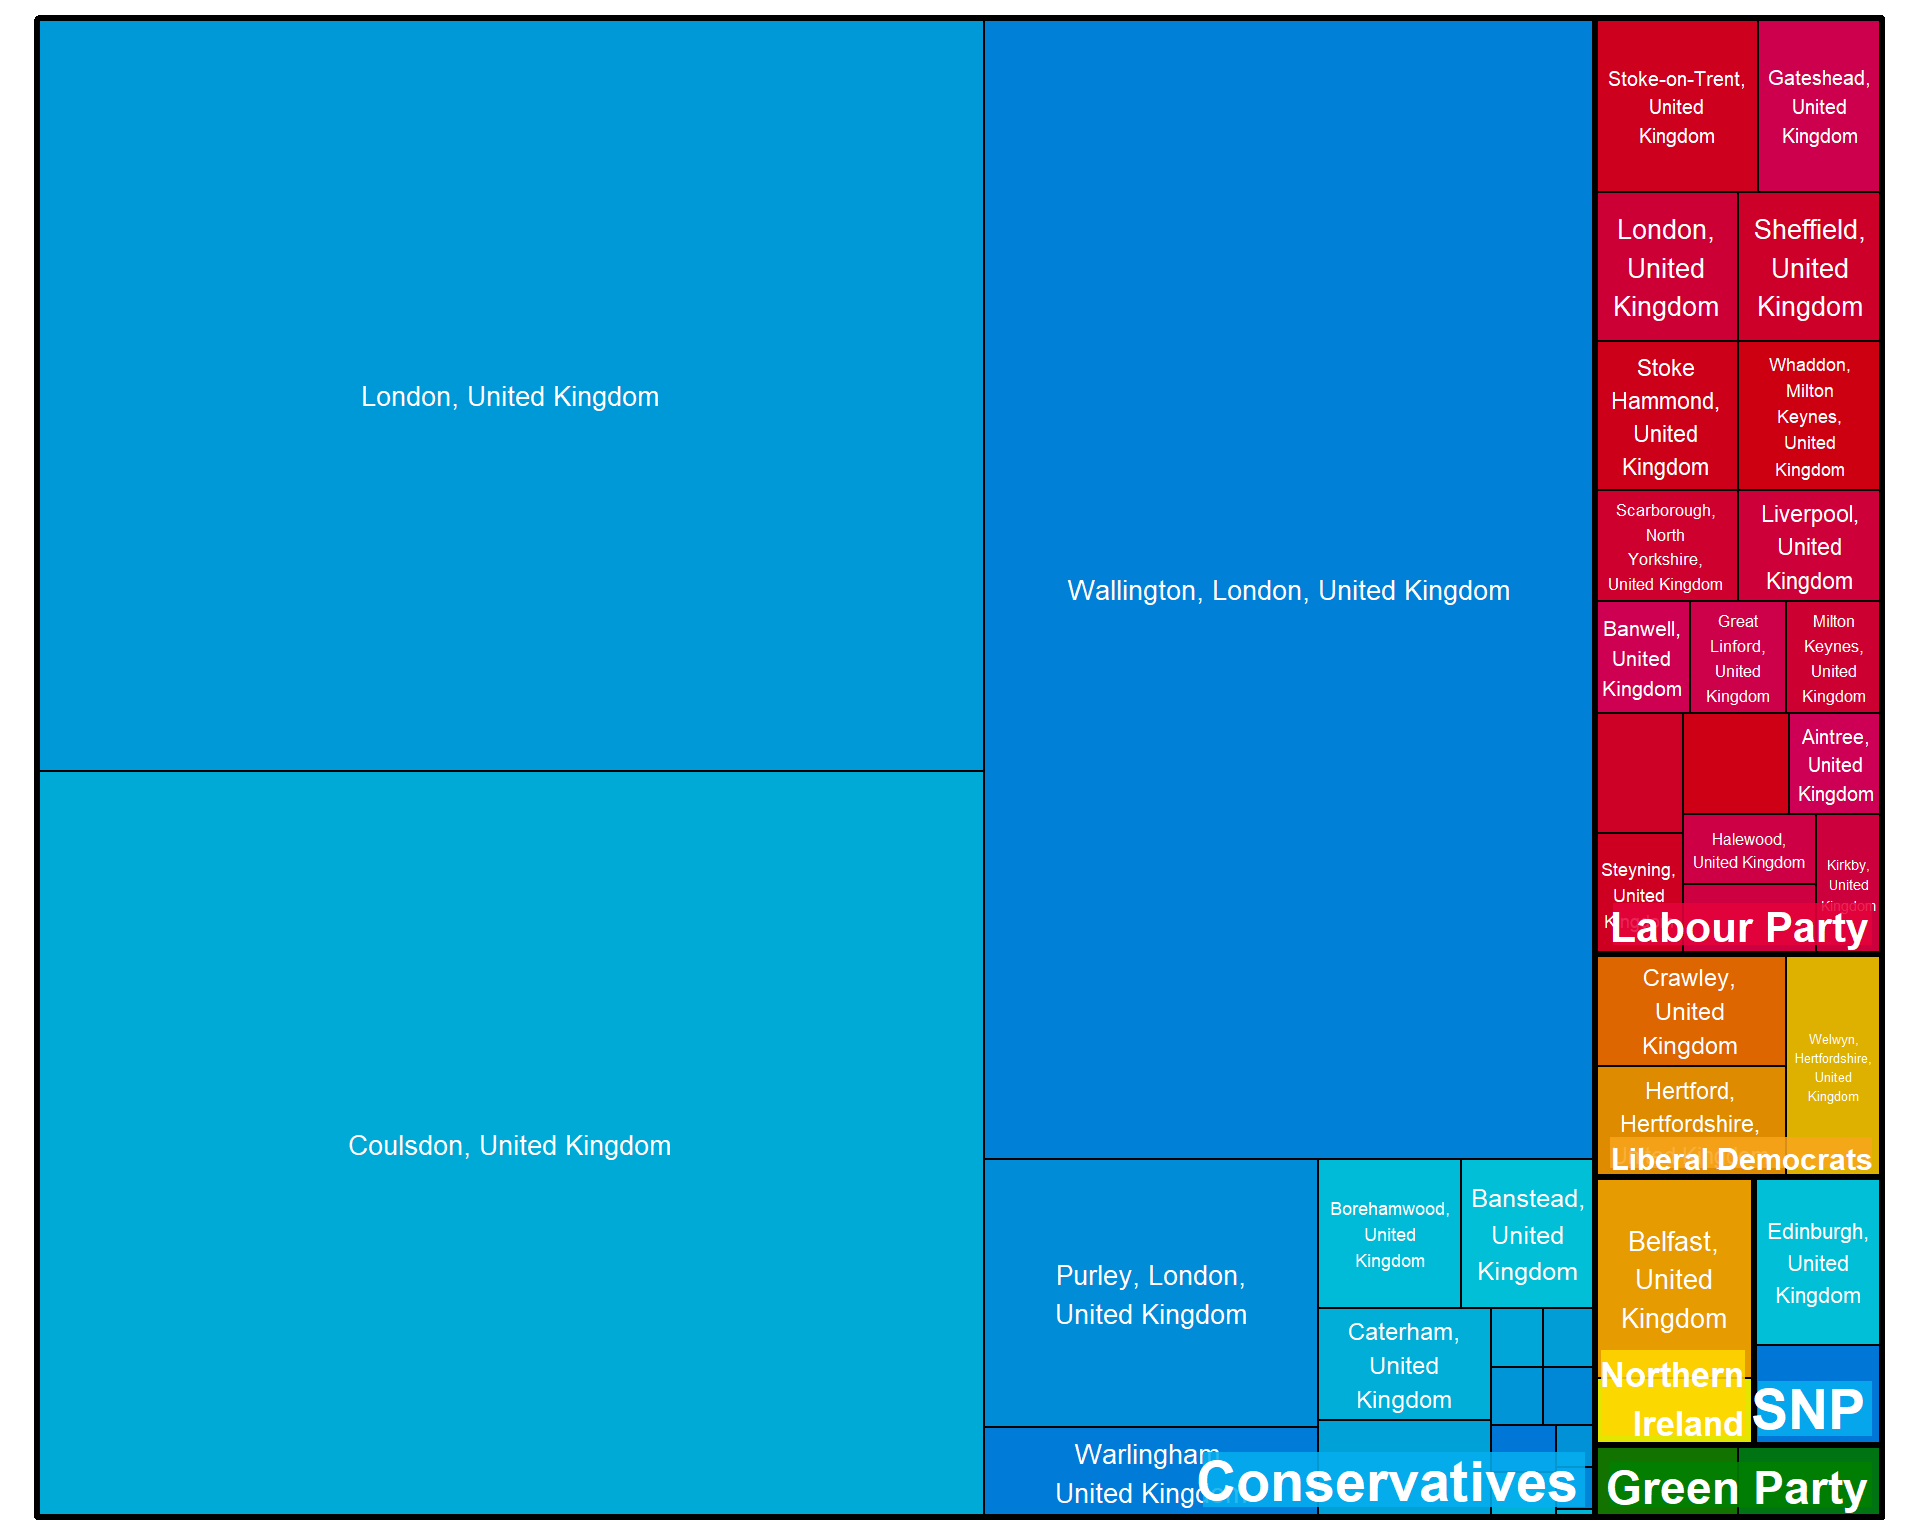 London, United Kingdom
Coulsdon, United Kingdom
Wallington, London, United Kingdom
Purley, London,
United Kingdom
Warlingham
United Kingdom
Borehamwood,
United
Kingdom
Banstead,
United
Kingdom
Caterham,
United
Kingdom
Conservatives
Stoke-on-Trent,
United
Kingdom
Gateshead,
United
Kingdom
London,
United
Kingdom
Sheffield,
United
Kingdom
Stoke
Hammond,
United
Kingdom
Whaddon,
Milton
Keynes,
United
Kingdom
Scarborough,
North
Yorkshire,
United Kingdom
Liverpool,
United
Kingdom
Banwell,
United
Kingdom
Great
Linford,
United
Kingdom
Milton
Keynes,
United
Kingdom
Aintree,
United
Kingdom
Halewood,
United Kingdom
Steyning,
United
Kirkby,
United
Kingdom
Labour Party
Crawley,
United
Kingdom
Hertford,
Hertfordshire,
United Kingdom
Welwyn,
Hertfordshire,
United
Kingdom
Liberal Democrats
Belfast,
United
Kingdom
Northern
Ireland
Edinburgh,
United
Kingdom
SNP
Green Party